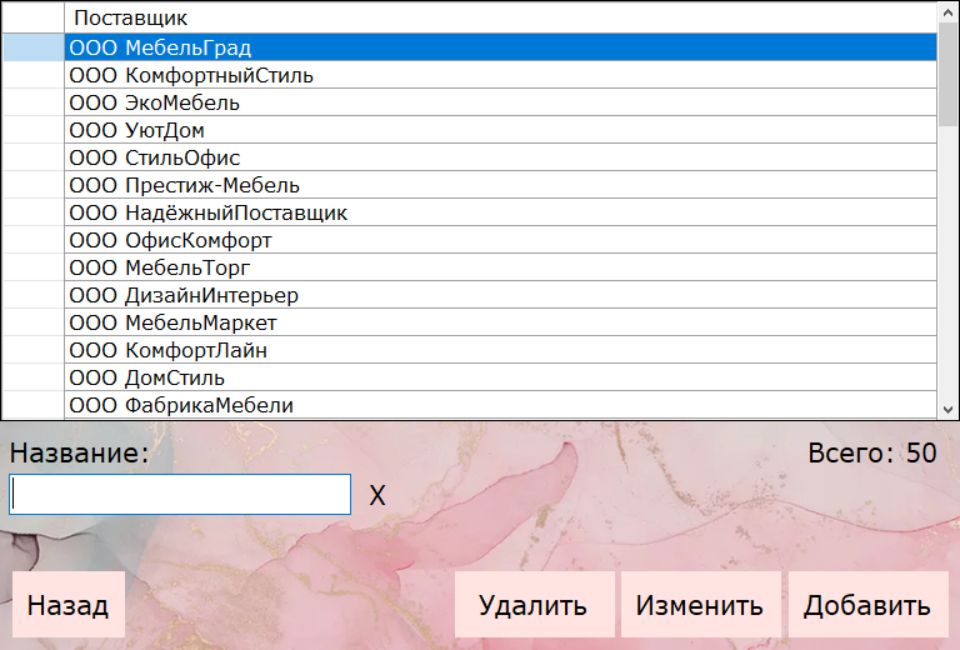 Поставщик
ООО МебельГрад
ООО КомфортныйСтиль
ООО ЭкоМебель
ООО УютДом
ООО СтильОфис
ООО Престиж-Мебель
ООО НадёжныйПоставщик
ООО ОфисКомфорт
ООО МебельТорг
ООО ДизайнИнтерьер
ООО МебельМаркет
ООО КомфортЛайн
ООО ДомСтиль
ООО ФабрикаМебели
Название: Всего: 50
X
Назад Удалить Изменить Добавить